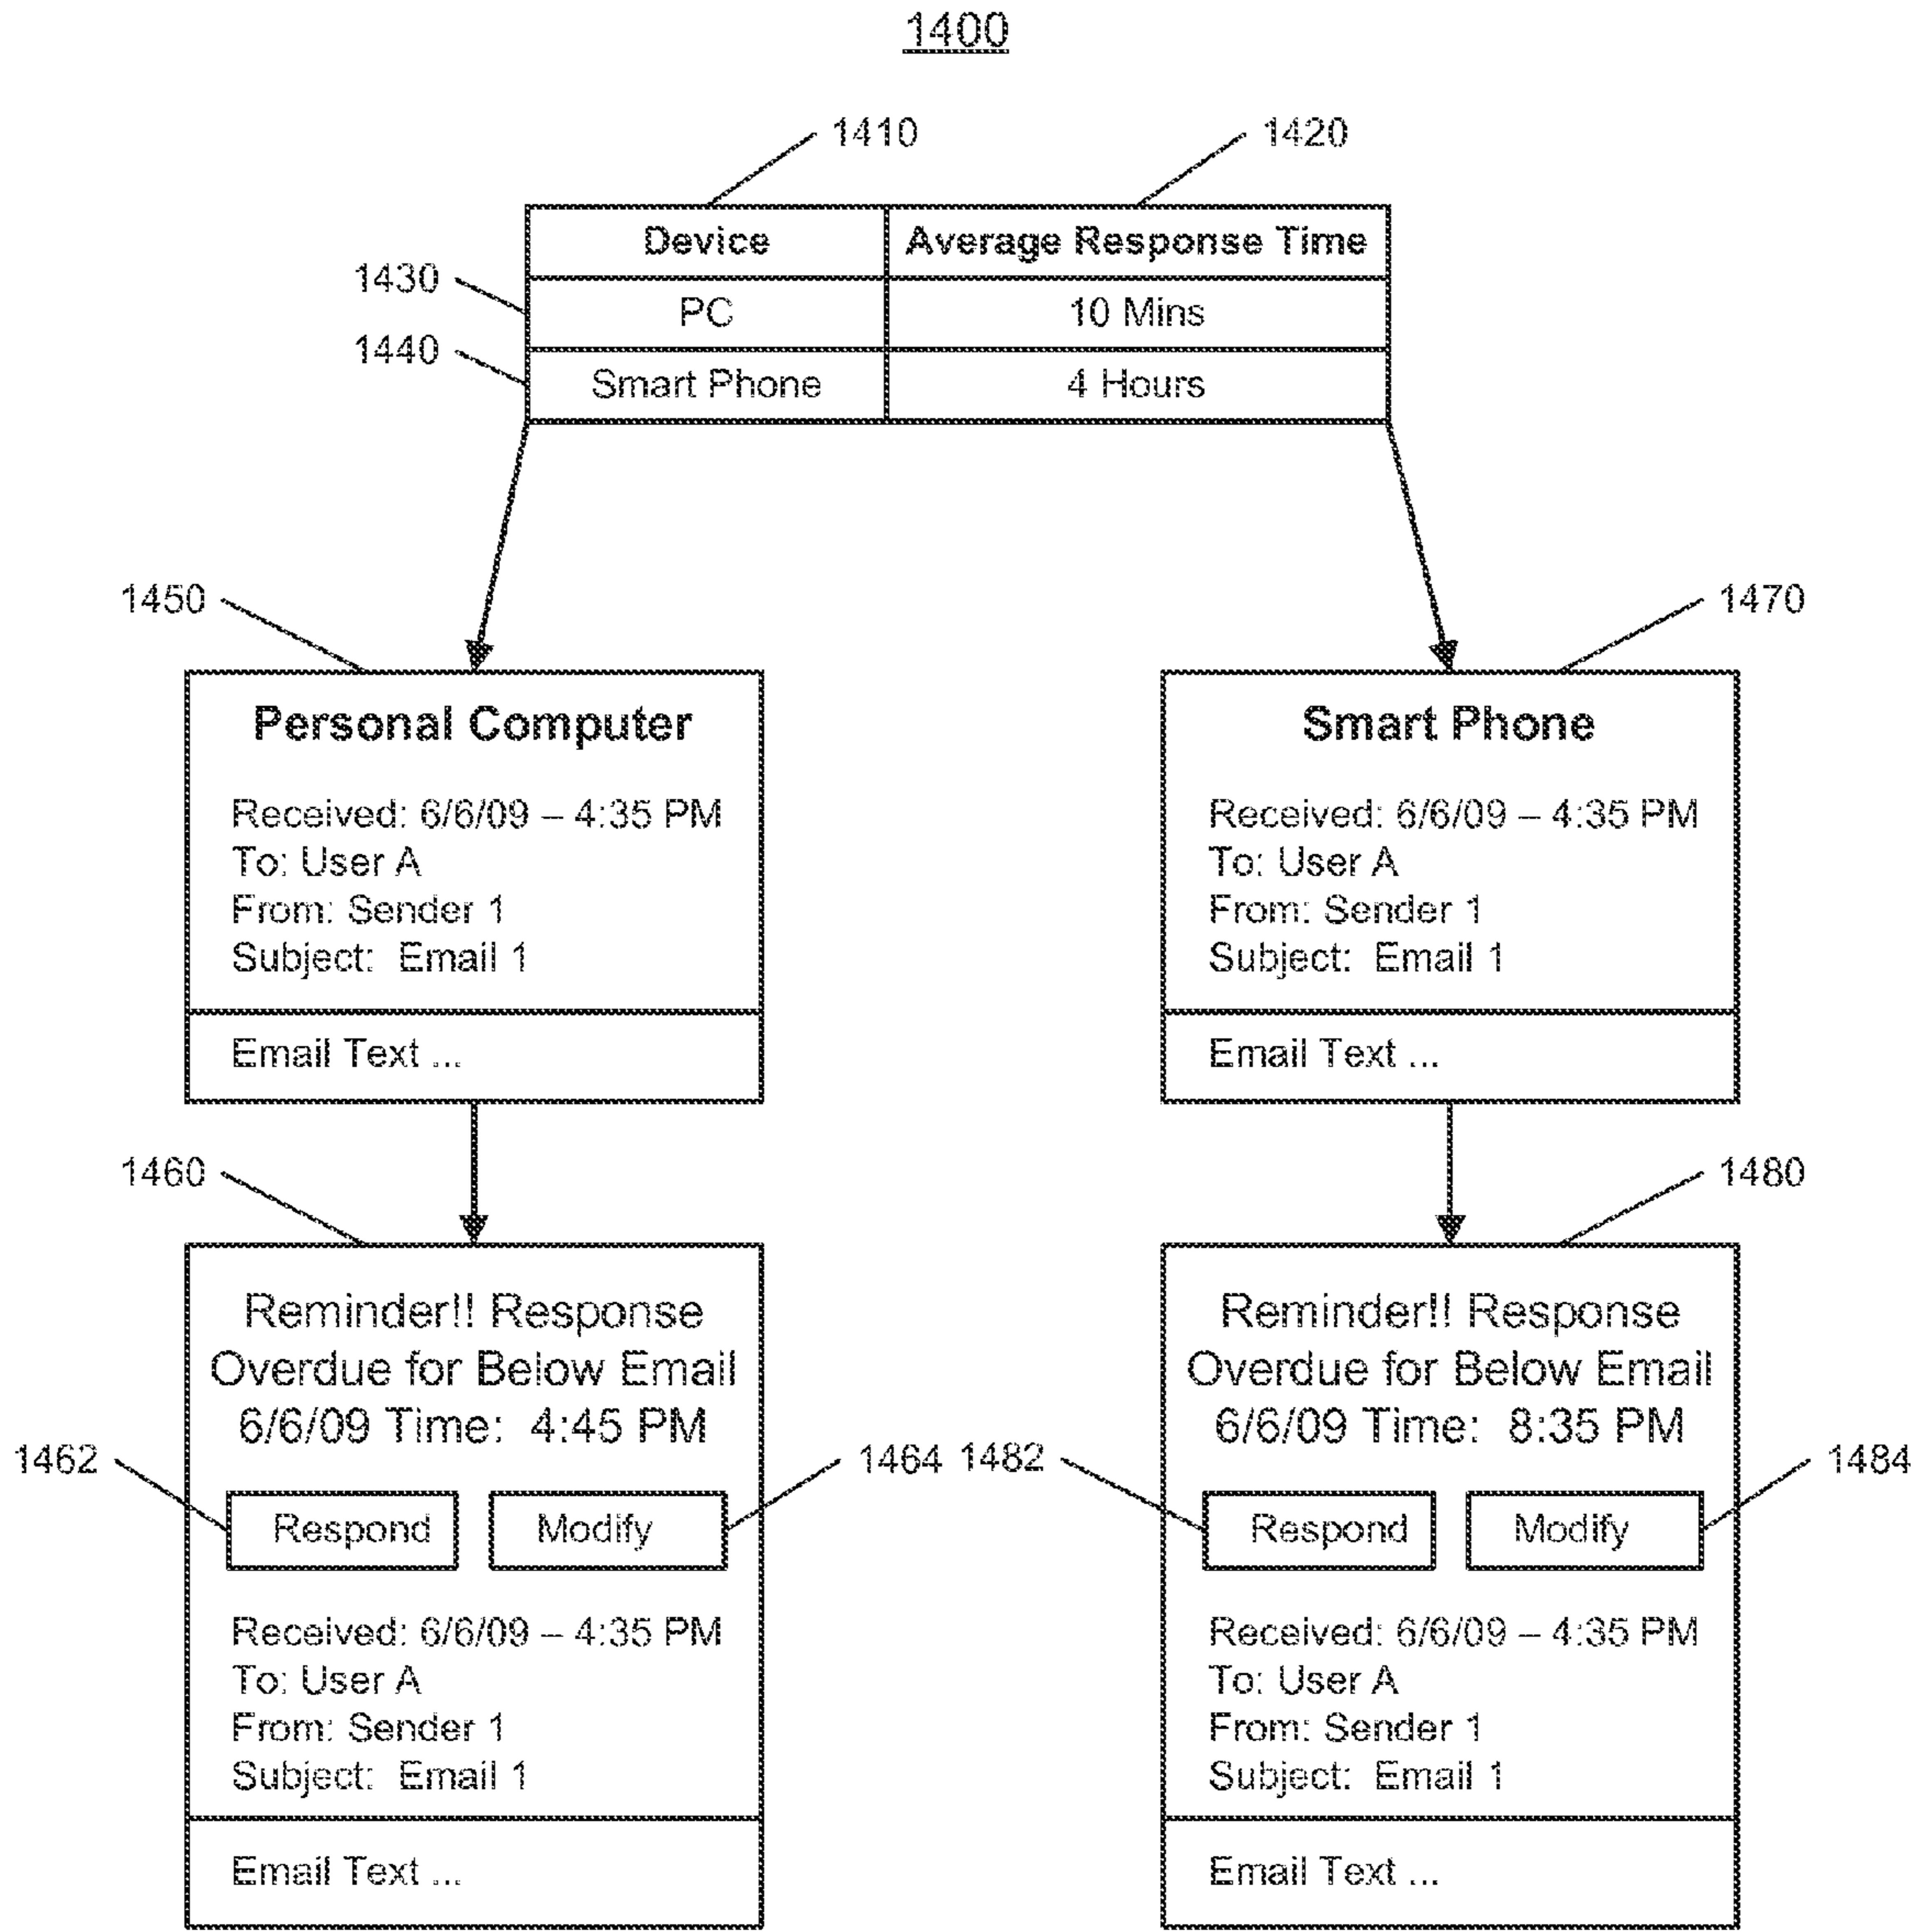 1400
1410
1420
Device Average Response Time
1430
PC 10 Mins
1440
Smart Phone 4 Hours
1450
Personal Computer
Received: 6/6/09 – 4:35 PM
To: User A
From: Sender 1
Subject: Email 1
Email Text ...
1470
Smart Phone
Received: 6/6/09 – 4:35 PM
To: User A
From: Sender 1
Subject: Email 1
Email Text ...
1460
Reminder!! Response
Overdue for Below Email
6/6/09 Time: 4:45 PM
1462
1464
Respond Modify
Received: 6/6/09 – 4:35 PM
To: User A
From: Sender 1
Subject: Email 1
Email Text ...
1480
Reminder!! Response
Overdue for Below Email
6/6/09 Time: 8:35 PM
1482
1484
Respond Modify
Received: 6/6/09 – 4:35 PM
To: User A
From: Sender 1
Subject: Email 1
Email Text ...